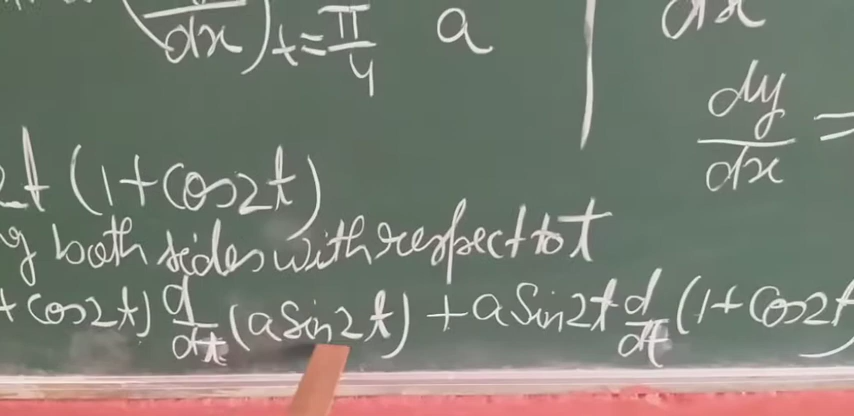 (dx)t=π/4 a
dx
dy/dx =
2t (1+cos2t)
g both sides with respect to t
+ cos2t) d/dt (a sin2t) + a Sin2t d/dt (1+cos2t